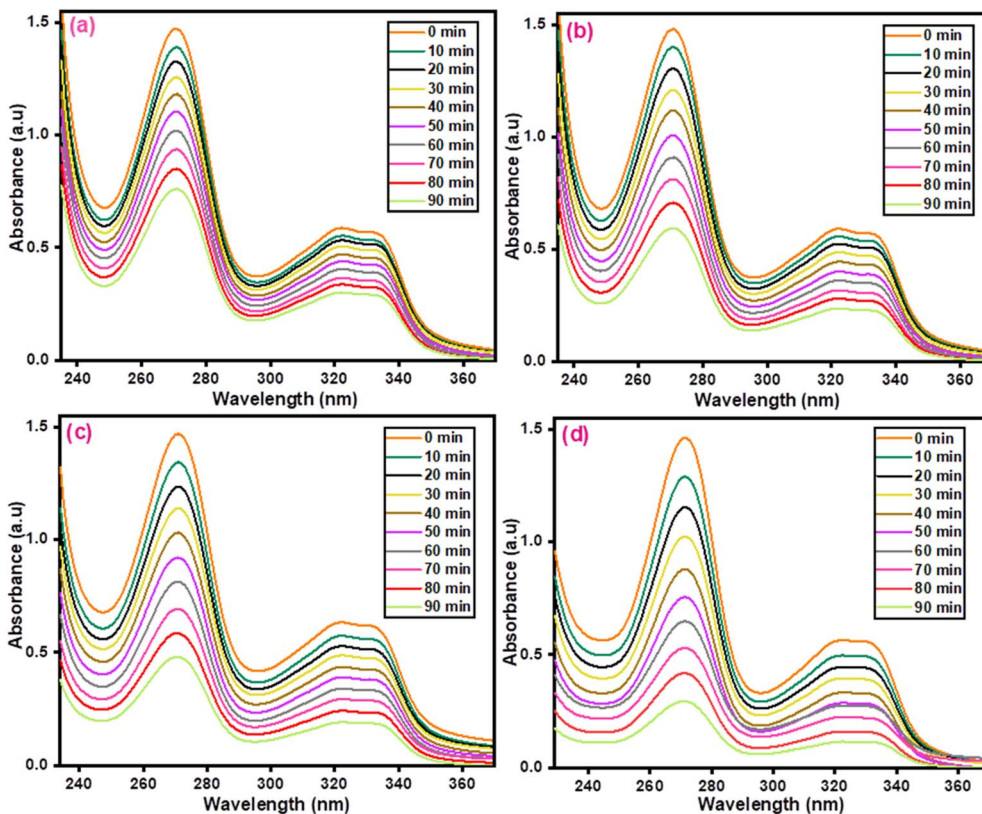 (a)
1.5
1.0
0.5
0.0
Absorbance (a.u)
240 260 280 300 320 340 360
Wavelength (nm)
0 min
10 min
20 min
30 min
40 min
50 min
60 min
70 min
80 min
90 min
(b)
1.5
1.0
0.5
0.0
Absorbance (a.u)
240 260 280 300 320 340 360
Wavelength (nm)
0 min
10 min
20 min
30 min
40 min
50 min
60 min
70 min
80 min
90 min
(c)
1.5
1.0
0.5
0.0
Absorbance (a.u)
240 260 280 300 320 340 360
Wavelength (nm)
0 min
10 min
20 min
30 min
40 min
50 min
60 min
70 min
80 min
90 min
(d)
1.5
1.0
0.5
0.0
Absorbance (a.u)
240 260 280 300 320 340 360
Wavelength (nm)
0 min
10 min
20 min
30 min
40 min
50 min
60 min
70 min
80 min
90 min